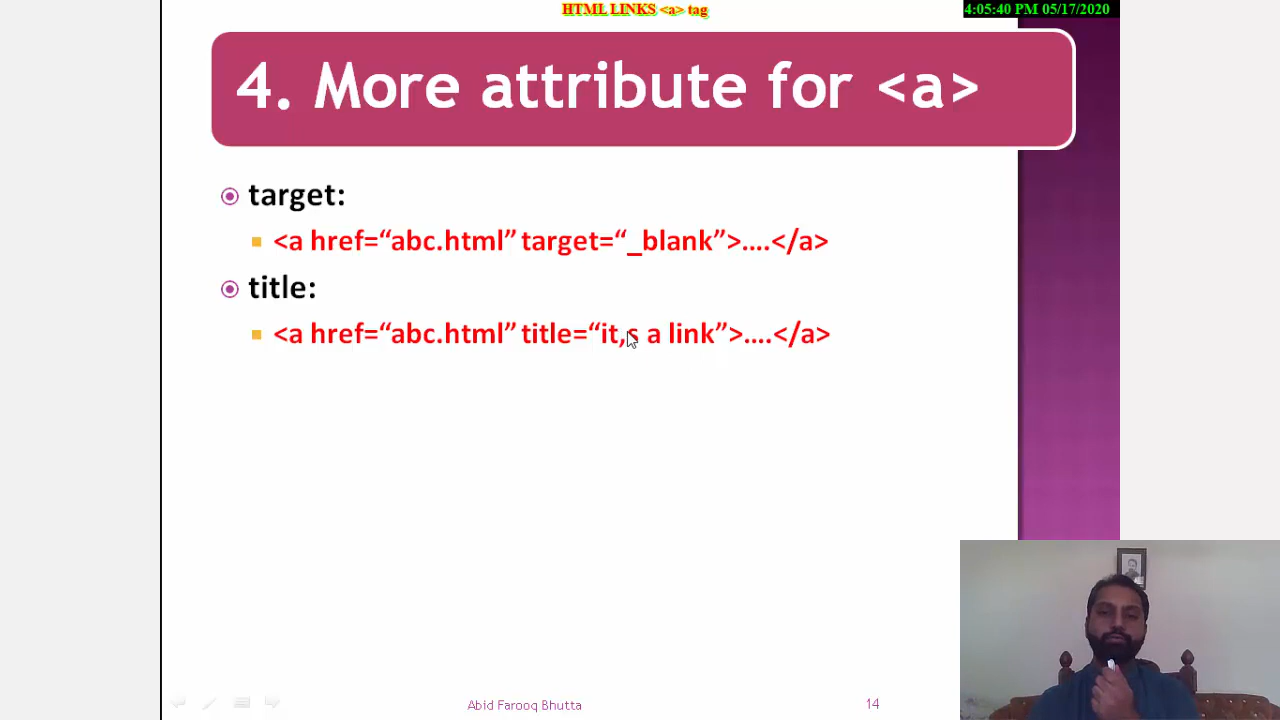 HTML LINKS <a> tag
4:05:40 PM 05/17/2020
4. More attribute for <a>
target:
<a href=“abc.html” target=“_blank”>....</a>
title:
<a href=“abc.html” title=“it,s a link”>....</a>
Abid Farooq Bhutta
14